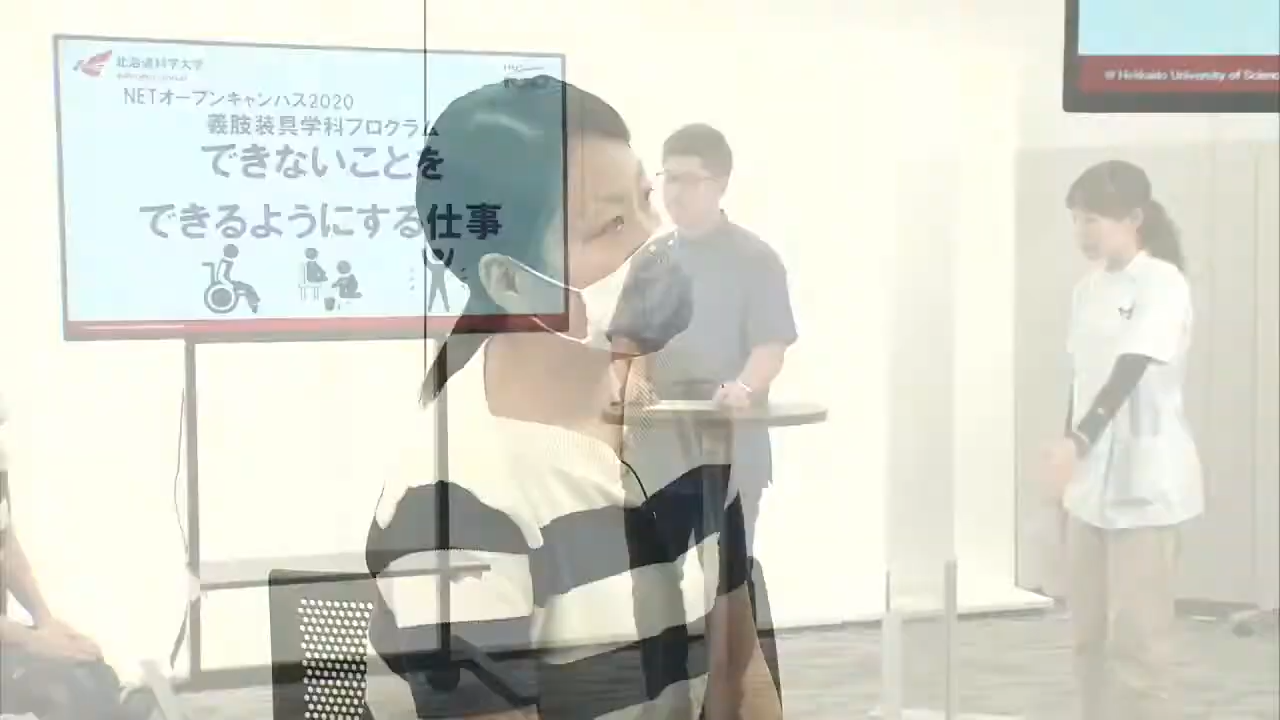 北海道科学大学
NETオープンキャンパス2020
義肢装具学科プログラム
できないことを
できるようにする仕事
Hokkaido University of Scienc